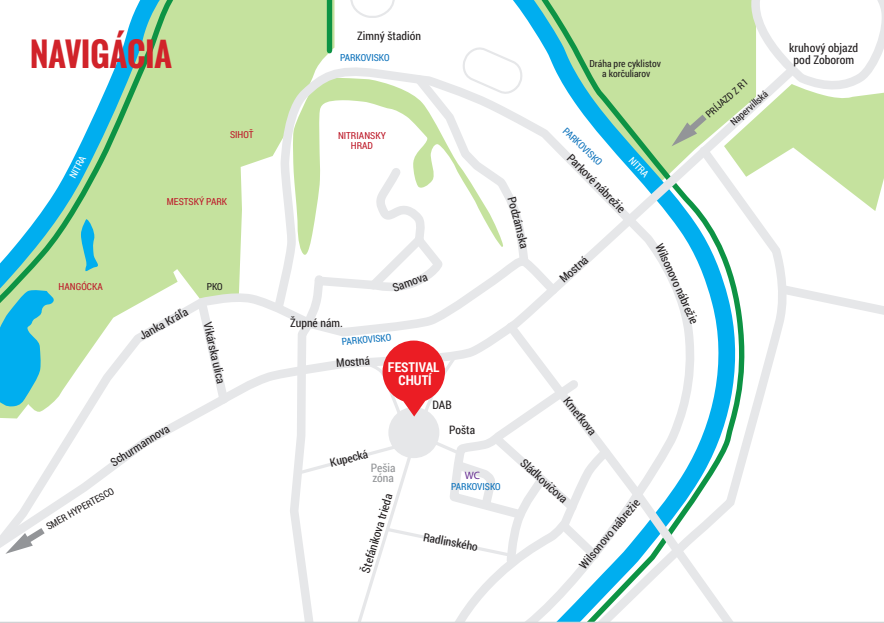 NAVIGÁCIA
Zimný štadión
PARKOVISKO
kruhový objazd
pod Zoborom
Dráha pre cyklistov
a korčuliarov
PRÍJAZD Z R1
Napervillská
SIHOŤ
NITRIANSKY
HRAD
PARKOVISKO
NITRA
NITRA
Parkové nábrežie
MESTSKÝ PARK
Podzámska
Mostná
Wilsonovo nábrežie
HANGÓCKA
PKO
Samova
Janka Kráľa
Župné nám.
Vikárska ulica
PARKOVISKO
Mostná
FESTIVAL
CHUTÍ
DAB
Pošta
Kmeťkova
Schurmannova
Kupecká
Pešia
zóna
WC
PARKOVISKO
Sládkovičova
SMER HYPERTESCO
Štefánikova trieda
Radlinského
Wilsonovo nábrežie